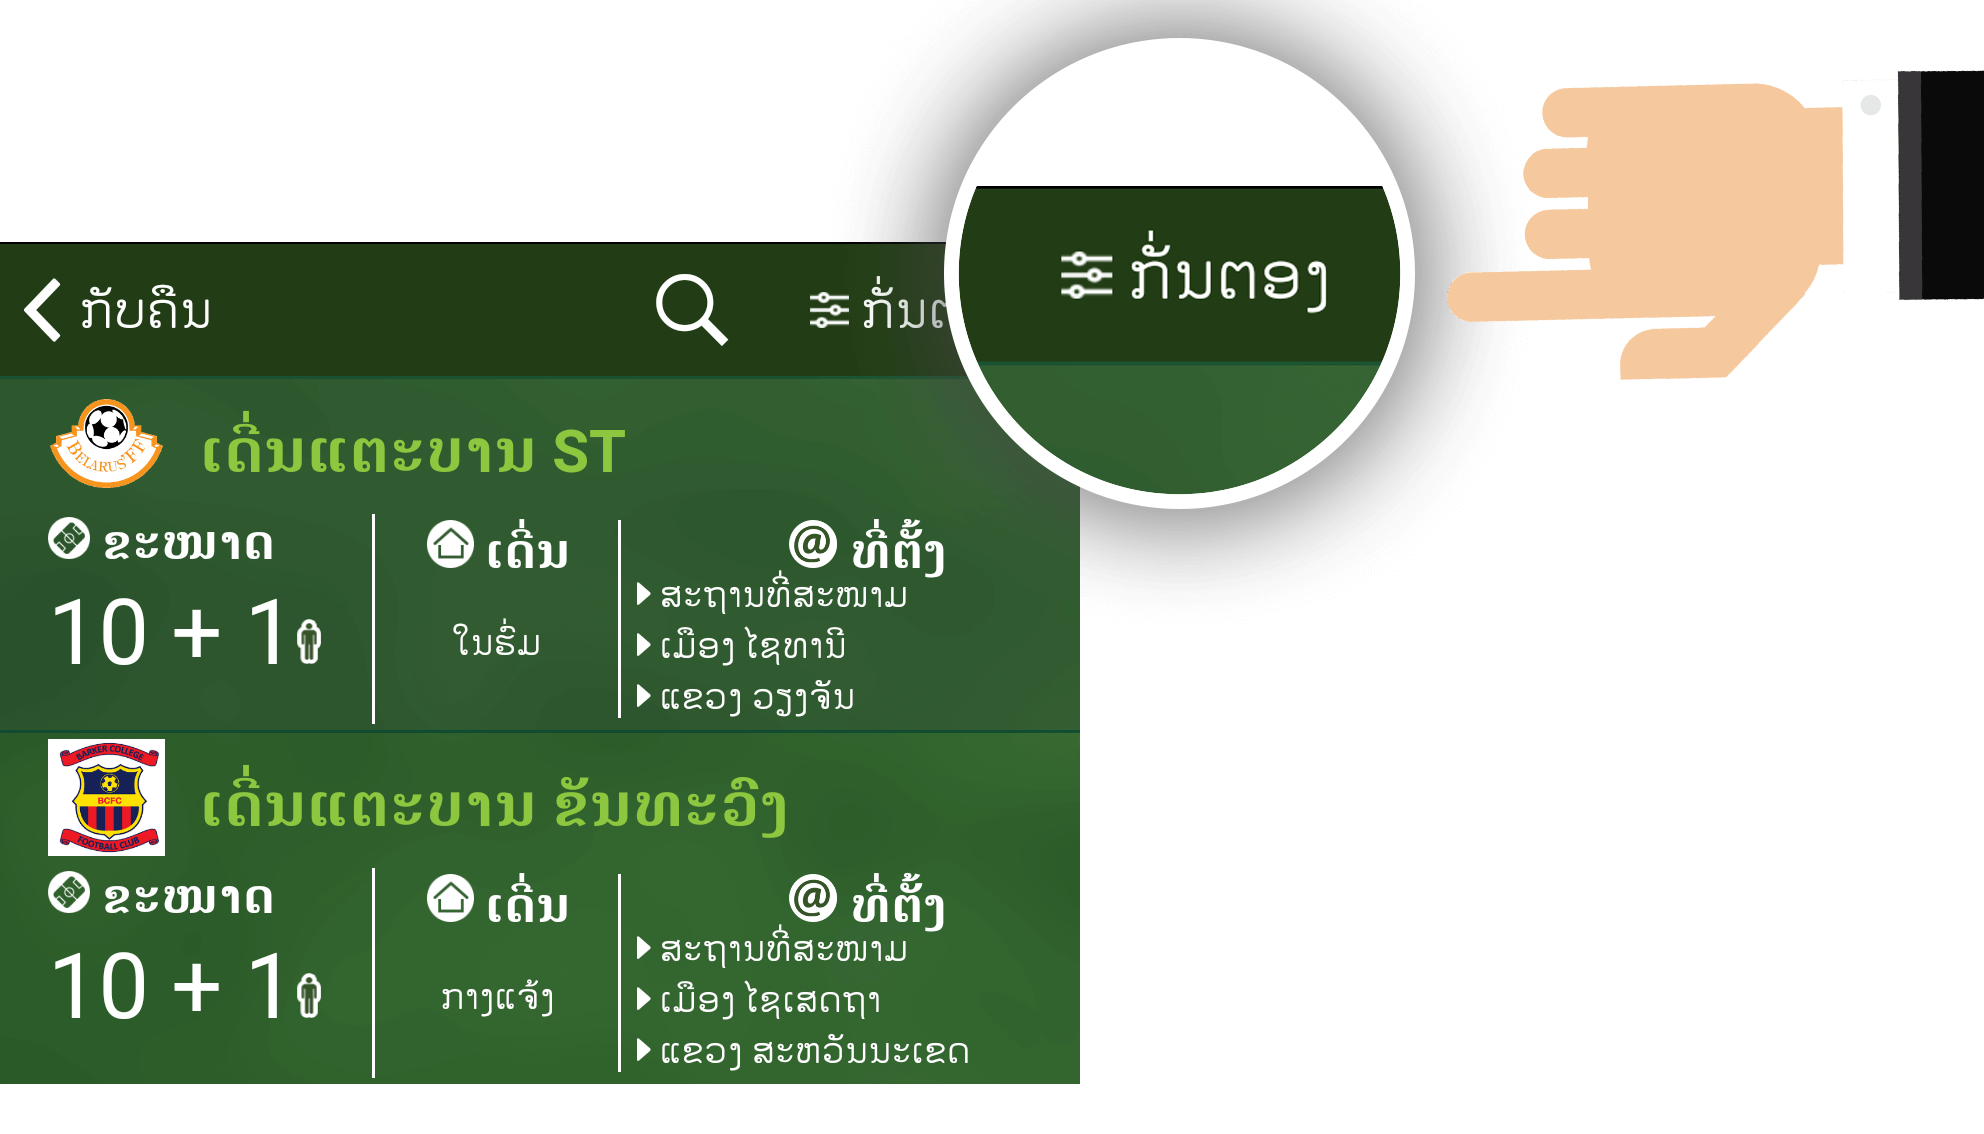 ກັບຄືນ
ກັ່ນຕອງ
BELARUS' FF
ເດີ່ນແຕະບານ ST
ຂະໜາດ
ເດີ່ນ
@ ທີ່ຕັ້ງ
10 + 1
ໃນຮົ່ມ
ສະຖານທີ່ສະໜາມ
ເມືອງ ໄຊທານີ
ແຂວງ ວຽງຈັນ
BARKER COLLEGE
BCFC
FOOTBALL CLUB
ເດີ່ນແຕະບານ ຂັນທະວົງ
ຂະໜາດ
ເດີ່ນ
@ ທີ່ຕັ້ງ
10 + 1
ກາງແຈ້ງ
ສະຖານທີ່ສະໜາມ
ເມືອງ ໄຊເສດຖາ
ແຂວງ ສະຫວັນນະເຂດ